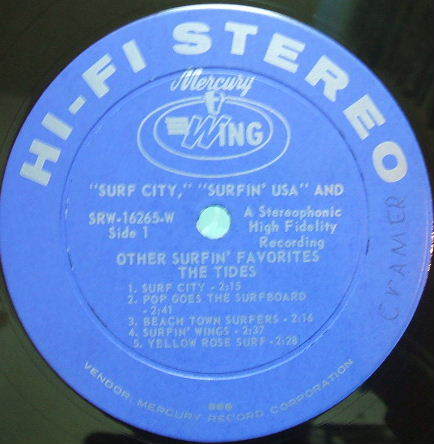 HI-FI STEREO
Mercury
WING
"SURF CITY," "SURFIN' USA" AND
SRW-16265-W
Side 1
A Stereophonic
High Fidelity
Recording
OTHER SURFIN' FAVORITES
THE TIDES
1. SURF CITY - 2:15
2. POP GOES THE SURFBOARD
- 2:41
3. BEACH TOWN SURFERS - 2:16
4. SURFIN' WINGS - 2:37
5. YELLOW ROSE SURF - 2:28
CRAMER
VENDOR: MERCURY RECORD CORPORATION